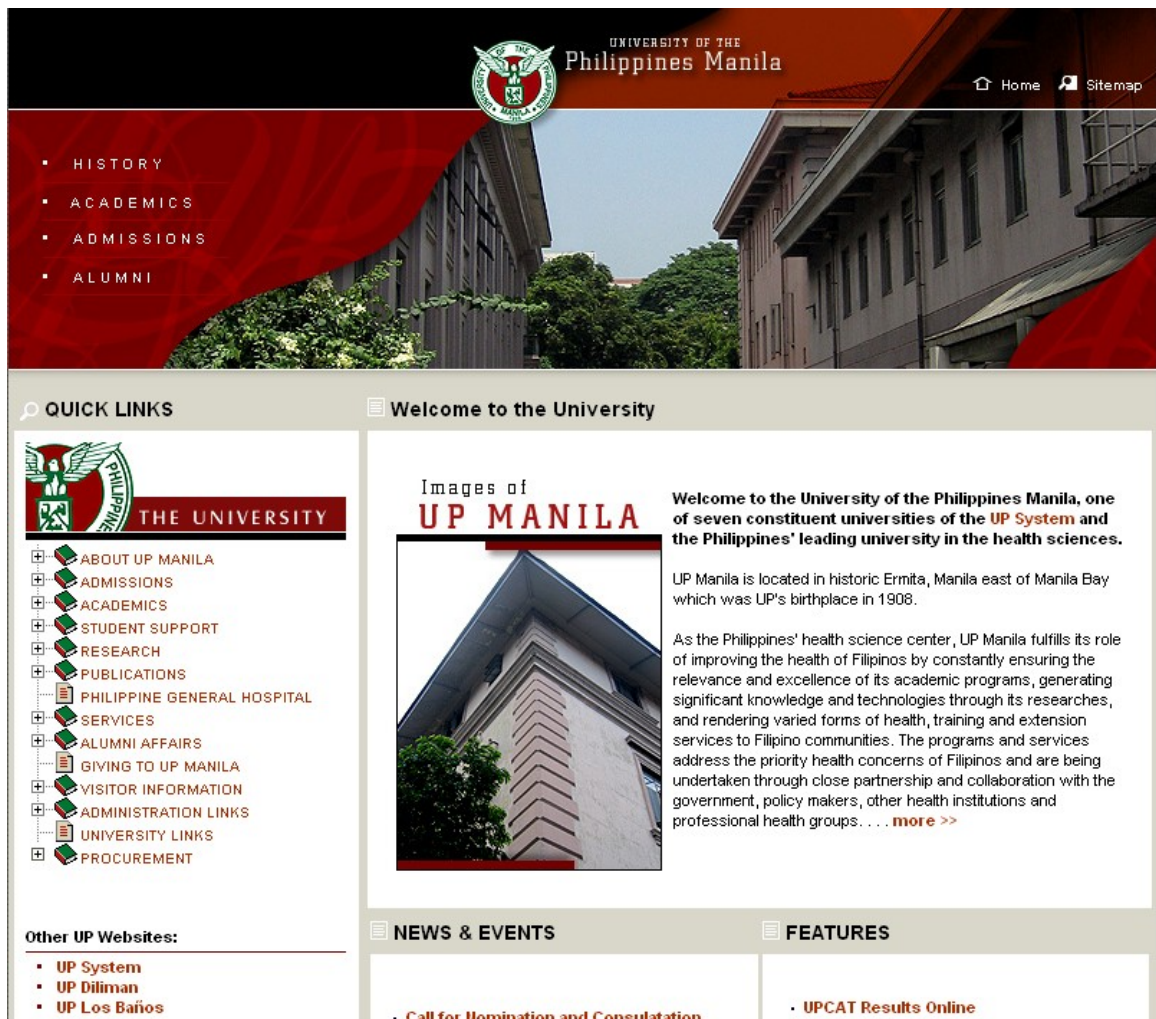 UNIVERSITY OF THE
Philippines Manila
Home
Sitemap
HISTORY
ACADEMICS
ADMISSIONS
ALUMNI
QUICK LINKS
THE UNIVERSITY
ABOUT UP MANILA
ADMISSIONS
ACADEMICS
STUDENT SUPPORT
RESEARCH
PUBLICATIONS
PHILIPPINE GENERAL HOSPITAL
SERVICES
ALUMNI AFFAIRS
GIVING TO UP MANILA
VISITOR INFORMATION
ADMINISTRATION LINKS
UNIVERSITY LINKS
PROCUREMENT
Other UP Websites:
UP System
UP Diliman
UP Los Baños
Welcome to the University
Images of
UP MANILA
Welcome to the University of the Philippines Manila, one
of seven constituent universities of the UP System and
the Philippines' leading university in the health sciences.
UP Manila is located in historic Ermita, Manila east of Manila Bay
which was UP's birthplace in 1908.
As the Philippines' health science center, UP Manila fulfills its role
of improving the health of Filipinos by constantly ensuring the
relevance and excellence of its academic programs, generating
significant knowledge and technologies through its researches,
and rendering varied forms of health, training and extension
services to Filipino communities. The programs and services
address the priority health concerns of Filipinos and are being
undertaken through close partnership and collaboration with the
government, policy makers, other health institutions and
professional health groups. . . . more >>
NEWS & EVENTS
Call for Nomination and Consulatation
FEATURES
UPCAT Results Online